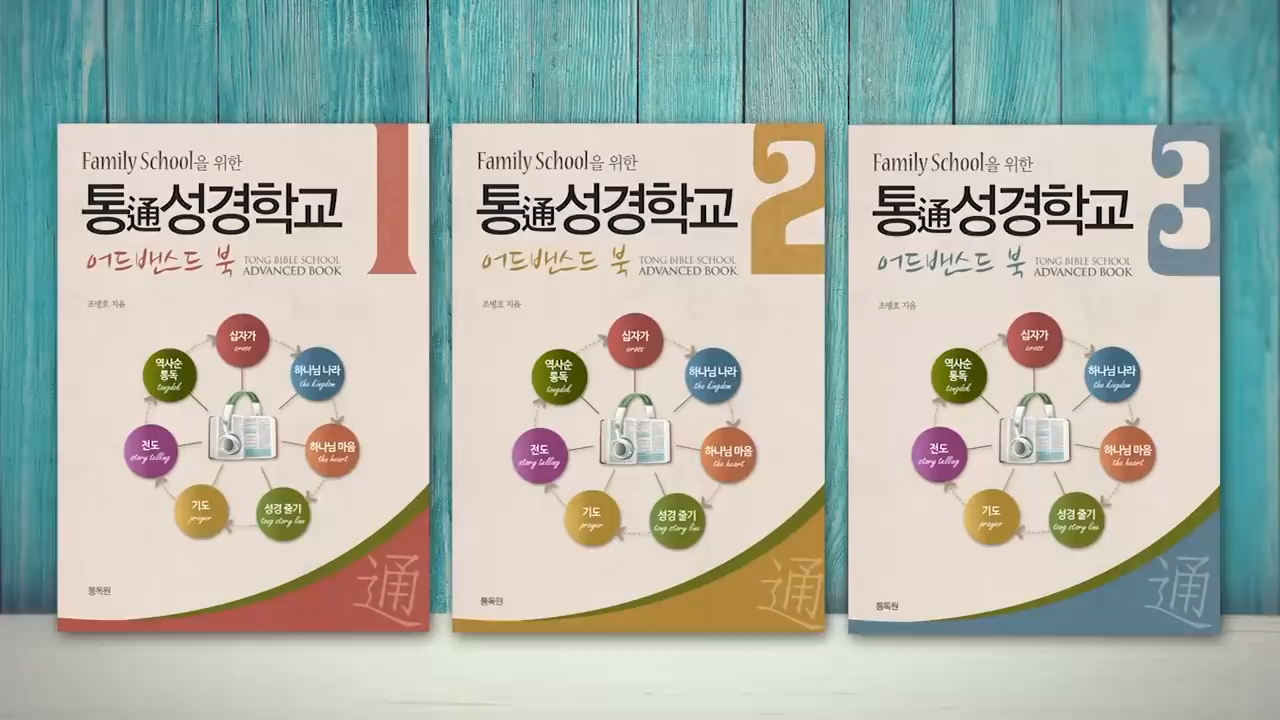 Family School을 위한
통通성경학교
1
어드밴스드 북
TONG BIBLE SCHOOL
ADVANCED BOOK
조병호 지음
십자가
cross
하나님 나라
the kingdom
하나님 마음
the heart
성경 줄기
tong story line
기도
prayer
전도
story telling
역사순
통독
tongdok
통독원
通
Family School을 위한
통通성경학교
2
어드밴스드 북
TONG BIBLE SCHOOL
ADVANCED BOOK
조병호 지음
십자가
cross
하나님 나라
the kingdom
하나님 마음
the heart
성경 줄기
tong story line
기도
prayer
전도
story telling
역사순
통독
tongdok
통독원
通
Family School을 위한
통通성경학교
3
어드밴스드 북
TONG BIBLE SCHOOL
ADVANCED BOOK
조병호 지음
십자가
cross
하나님 나라
the kingdom
하나님 마음
the heart
성경 줄기
tong story line
기도
prayer
전도
story telling
역사순
통독
tongdok
통독원
通